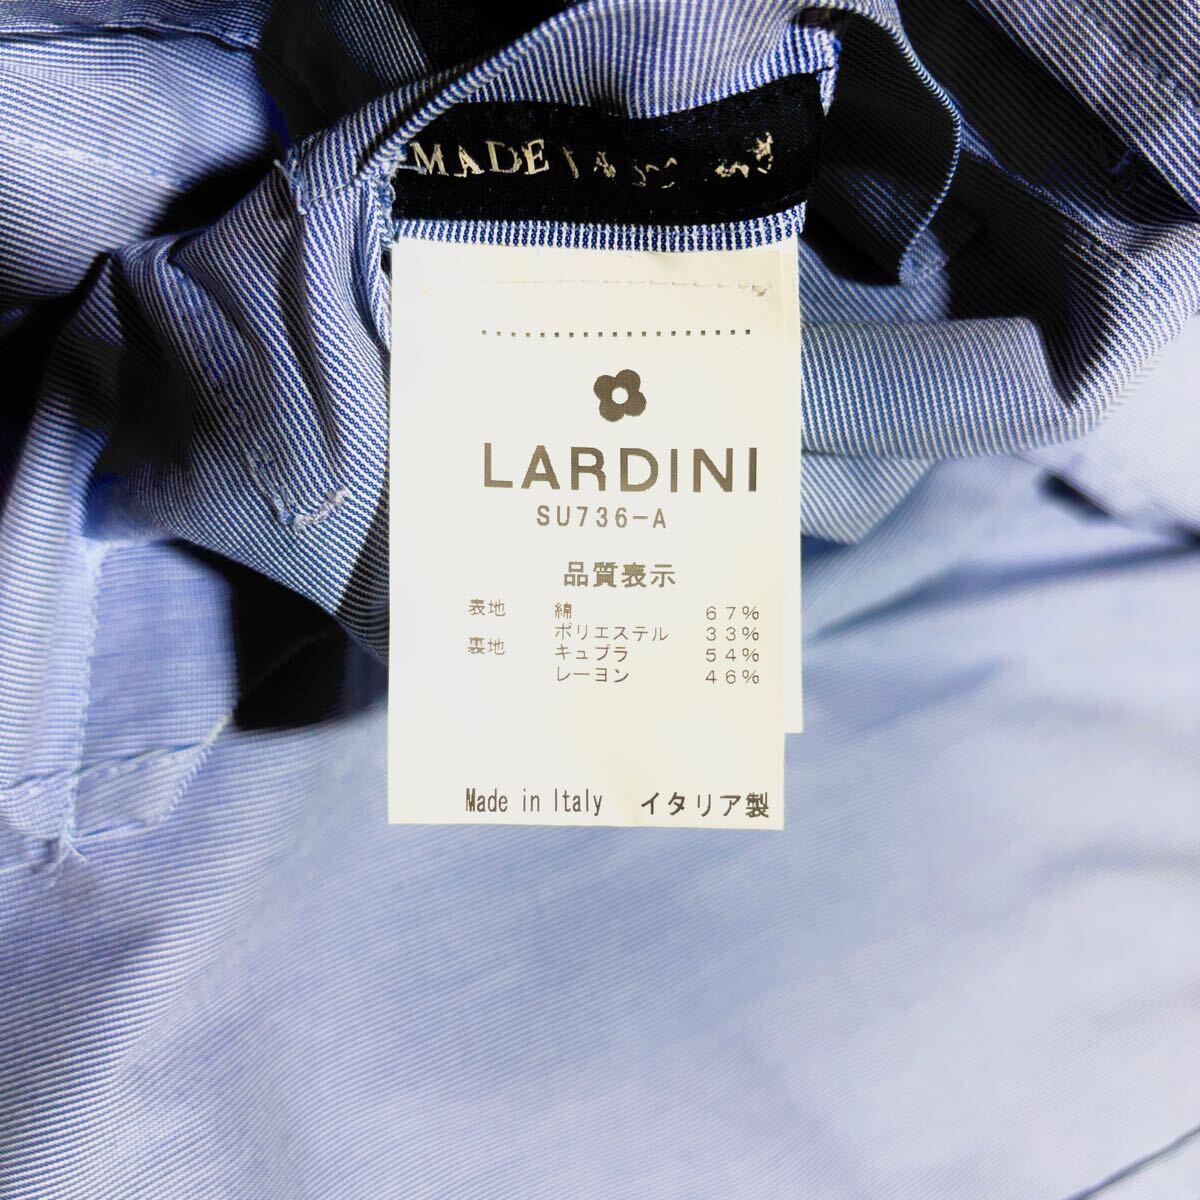 MADE
LARDINI
SU736-A
品質表示
表地 綿 67%
ポリエステル 33%
裏地 キュプラ 54%
レーヨン 46%
Made in Italy イタリア製